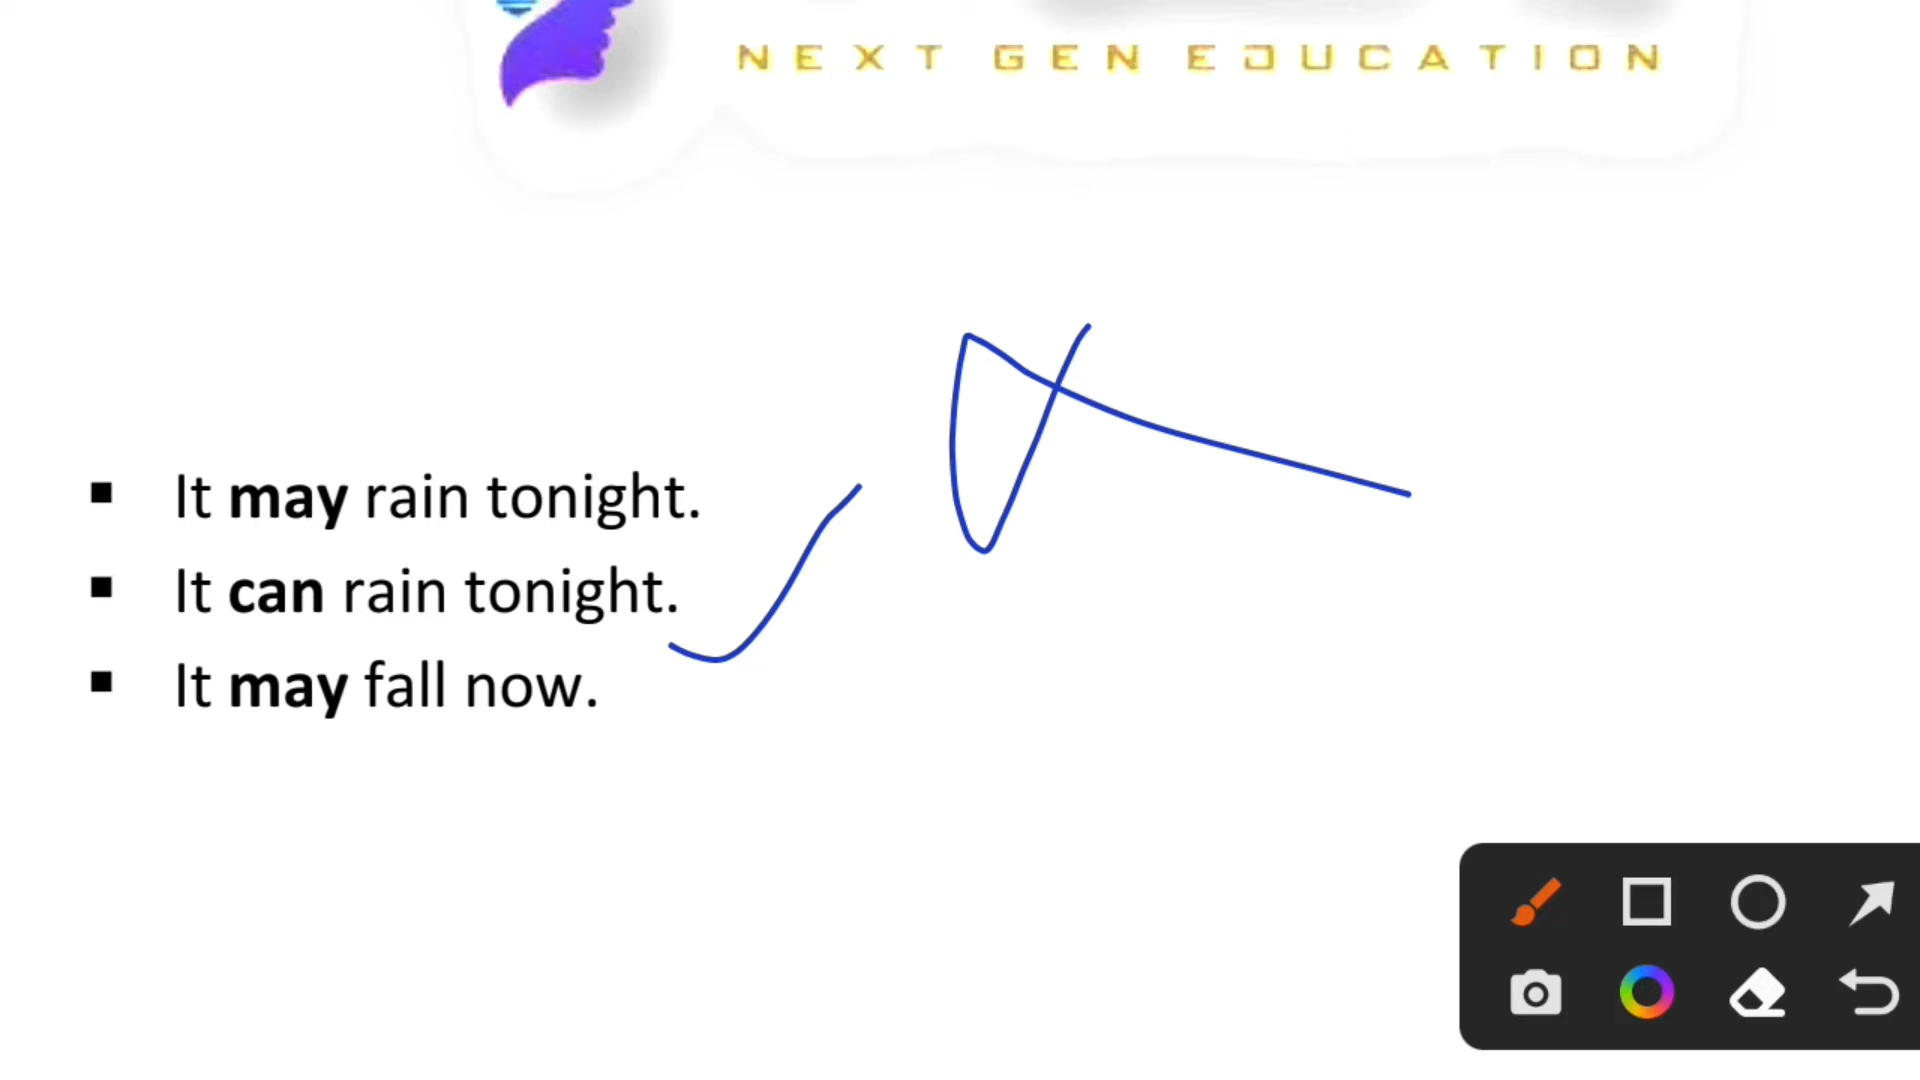 NEXT GEN EDUCATION
▪ It may rain tonight.
▪ It can rain tonight.
▪ It may fall now.